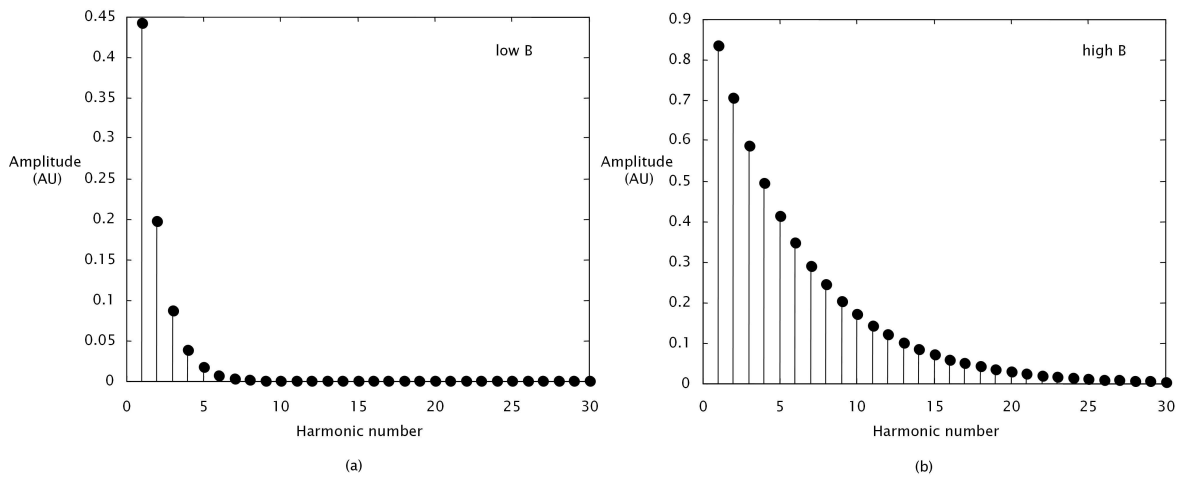 0.45
0.4
0.35
0.3
0.25
0.2
0.15
0.1
0.05
0
Amplitude
(AU)
low B
0 5 10 15 20 25 30
Harmonic number
(a)
0.9
0.8
0.7
0.6
0.5
0.4
0.3
0.2
0.1
0
Amplitude
(AU)
high B
0 5 10 15 20 25 30
Harmonic number
(b)